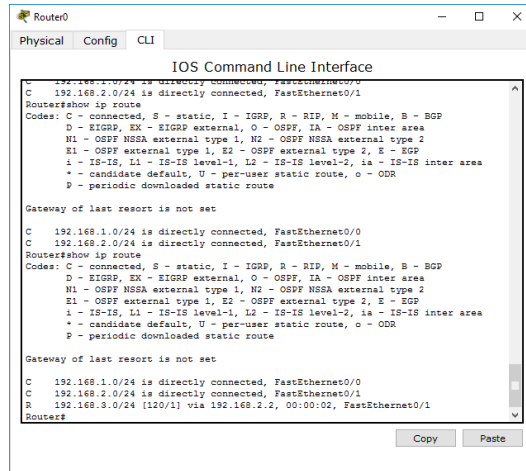 Router0
Physical Config CLI
IOS Command Line Interface
C 192.168.1.0/24 is directly connected, FastEthernet0/0
C 192.168.2.0/24 is directly connected, FastEthernet0/1
Router#show ip route
Codes: C - connected, S - static, I - IGRP, R - RIP, M - mobile, B - BGP
D - EIGRP, EX - EIGRP external, O - OSPF, IA - OSPF inter area
N1 - OSPF NSSA external type 1, N2 - OSPF NSSA external type 2
E1 - OSPF external type 1, E2 - OSPF external type 2, E - EGP
i - IS-IS, L1 - IS-IS level-1, L2 - IS-IS level-2, ia - IS-IS inter area
* - candidate default, U - per-user static route, o - ODR
P - periodic downloaded static route
Gateway of last resort is not set
C 192.168.1.0/24 is directly connected, FastEthernet0/0
C 192.168.2.0/24 is directly connected, FastEthernet0/1
Router#show ip route
Codes: C - connected, S - static, I - IGRP, R - RIP, M - mobile, B - BGP
D - EIGRP, EX - EIGRP external, O - OSPF, IA - OSPF inter area
N1 - OSPF NSSA external type 1, N2 - OSPF NSSA external type 2
E1 - OSPF external type 1, E2 - OSPF external type 2, E - EGP
i - IS-IS, L1 - IS-IS level-1, L2 - IS-IS level-2, ia - IS-IS inter area
* - candidate default, U - per-user static route, o - ODR
P - periodic downloaded static route
Gateway of last resort is not set
C 192.168.1.0/24 is directly connected, FastEthernet0/0
C 192.168.2.0/24 is directly connected, FastEthernet0/1
R 192.168.3.0/24 [120/1] via 192.168.2.2, 00:00:02, FastEthernet0/1
Router#
Copy Paste